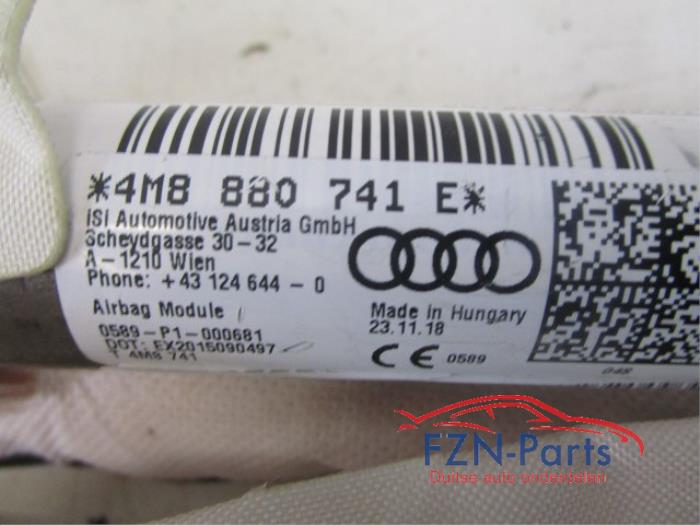 *4M8 880 741 E*
iSi Automotive Austria GmbH
Scheydgasse 30-32
A-1210 Wien
Phone: +43 124 644 - 0
Airbag Module
0589-P1-000681
DOT: EX2015090497
T 4M8 741
Made in Hungary
23.11.18
CE 0589
04S
FZN-Parts
Duitse auto onderdelen